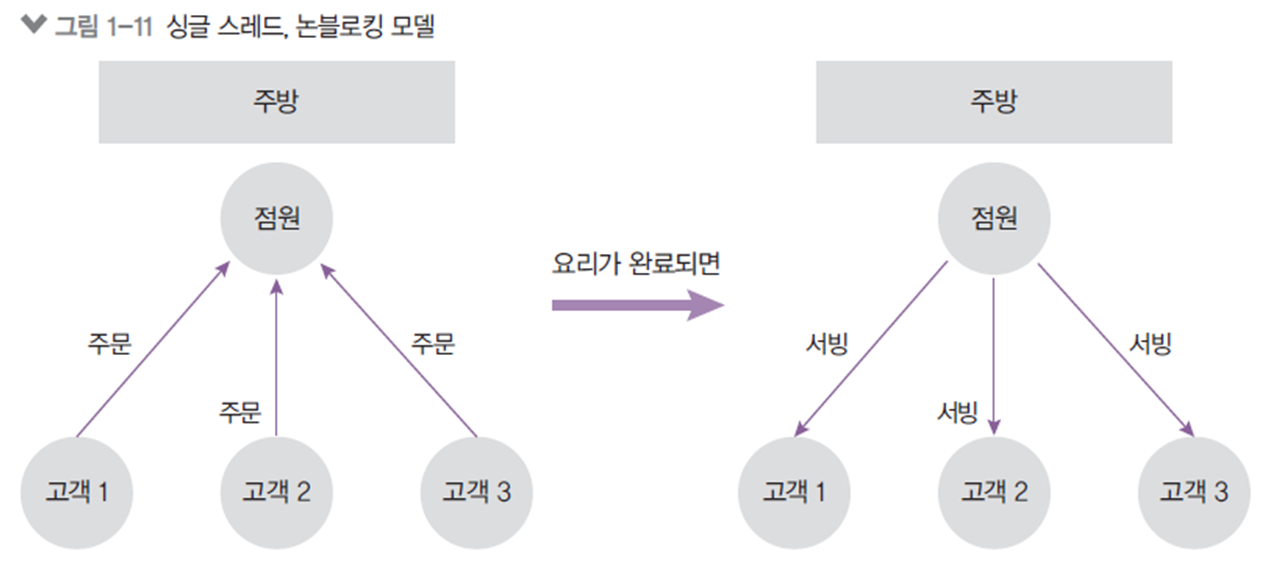 그림 1-11 싱글 스레드, 논블로킹 모델
주방
점원
주문
주문
주문
고객 1
고객 2
고객 3
요리가 완료되면
주방
점원
서빙
서빙
서빙
고객 1
고객 2
고객 3